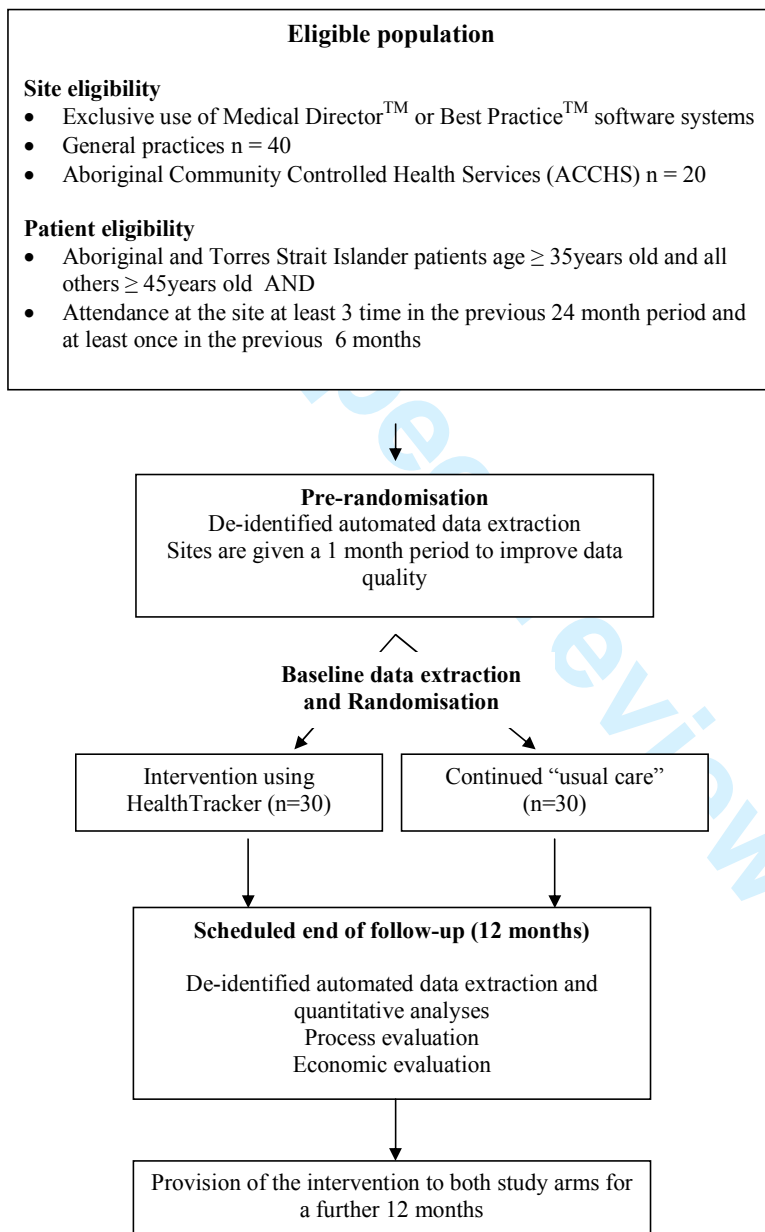 Eligible population
Site eligibility
• Exclusive use of Medical Director™ or Best Practice™ software systems
• General practices n = 40
• Aboriginal Community Controlled Health Services (ACCHS) n = 20
Patient eligibility
• Aboriginal and Torres Strait Islander patients age ≥ 35years old and all
others ≥ 45years old AND
• Attendance at the site at least 3 time in the previous 24 month period and
at least once in the previous 6 months
Pre-randomisation
De-identified automated data extraction
Sites are given a 1 month period to improve data
quality
Baseline data extraction
and Randomisation
Intervention using
HealthTracker (n=30)
Continued “usual care”
(n=30)
Scheduled end of follow-up (12 months)
De-identified automated data extraction and
quantitative analyses
Process evaluation
Economic evaluation
Provision of the intervention to both study arms for
a further 12 months